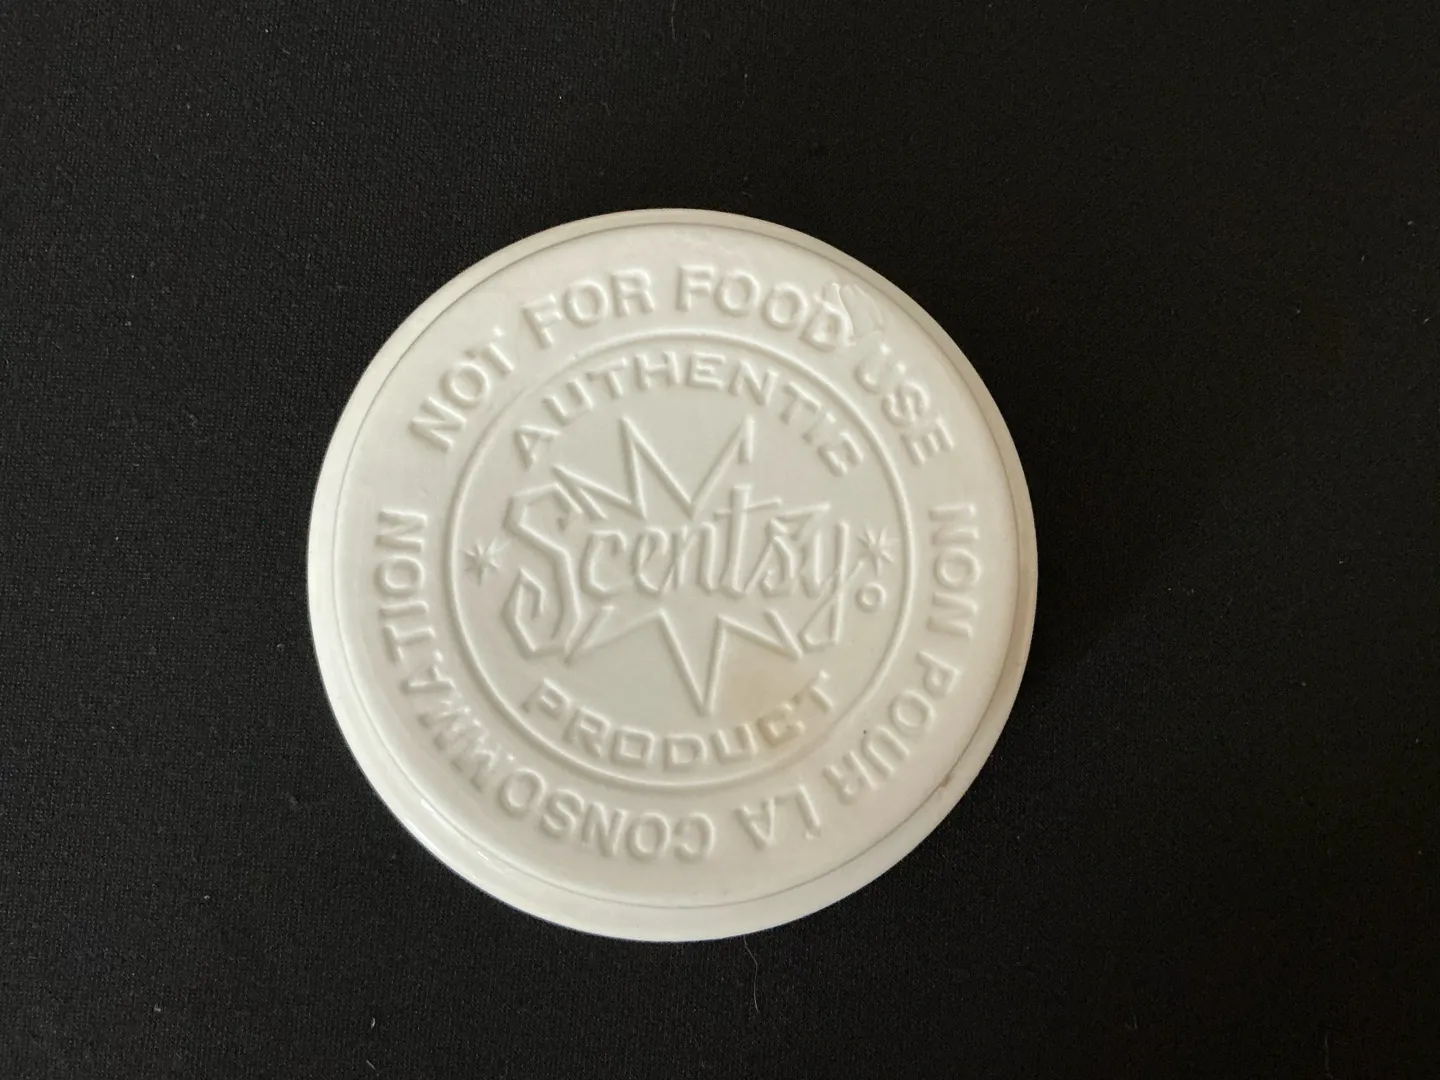 NOT FOR FOOD USE
NON POUR LA CONSOMMATION
AUTHENTIC
Scentsy
PRODUCT